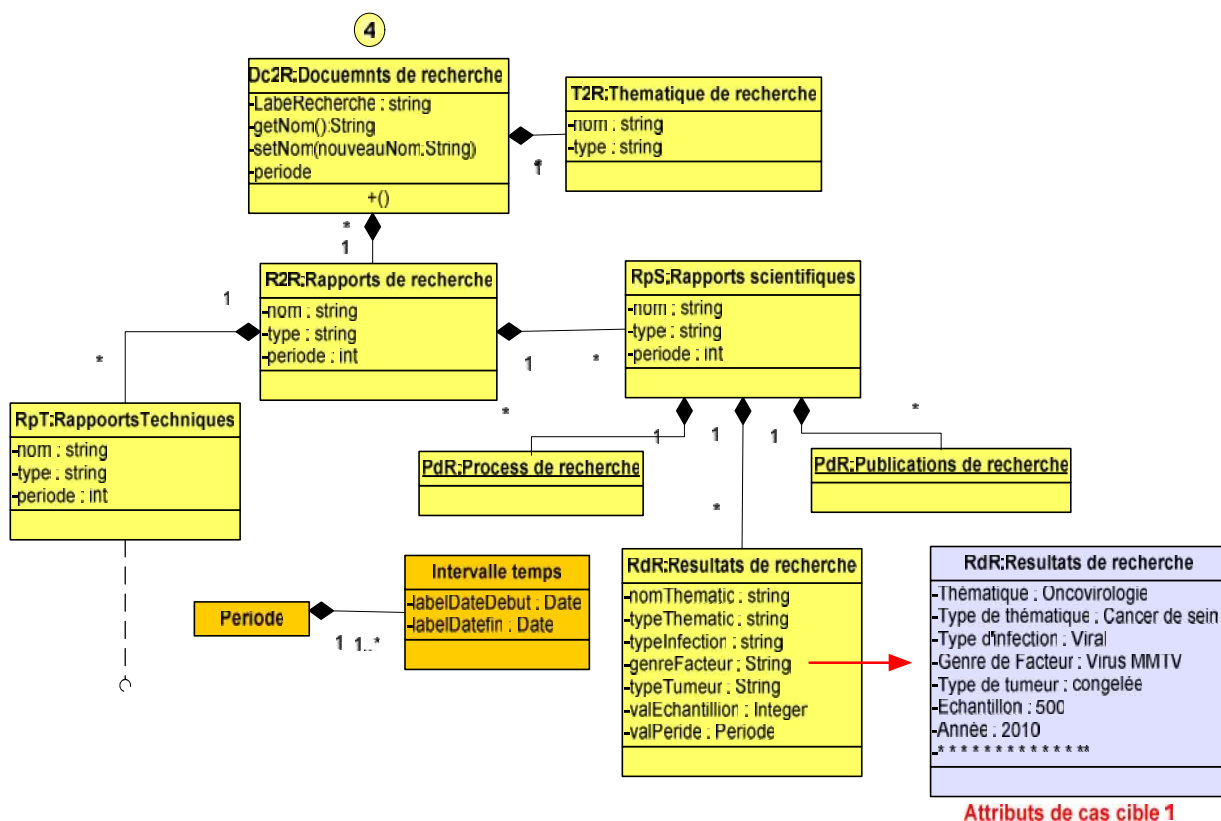 4
Dc2R:Docuemnts de recherche
-LabeRecherche : string
-getNom():String
-setNom(nouveauNom:String)
-periode
+()
T2R:Thematique de recherche
-nom : string
-type : string
*
1
*
1
R2R:Rapports de recherche
-nom : string
-type : string
-periode : int
RpS:Rapports scientifiques
-nom : string
-type : string
-periode : int
1
*
1
*
RpT:RappoortsTechniques
-nom : string
-type : string
-periode : int
*
1
1
1
*
PdR:Process de recherche
PdR:Publications de recherche
*
Periode
1
1..*
Intervalle temps
-labelDateDebut : Date
-labelDatefin : Date
RdR:Resultats de recherche
-nomThematic : string
-typeThematic : string
-typeInfection : string
-genreFacteur : String
-typeTumeur : String
-valEchantillion : Integer
-valPeride : Periode
RdR:Resultats de recherche
-Thématique : Oncovirologie
-Type de thématique : Cancer de sein
-Type d'infection : Viral
-Genre de Facteur : Virus MMTV
-Type de tumeur : congelée
-Echantillon : 500
-Année : 2010
-* * * * * * * * * * * * * **
Attributs de cas cible 1